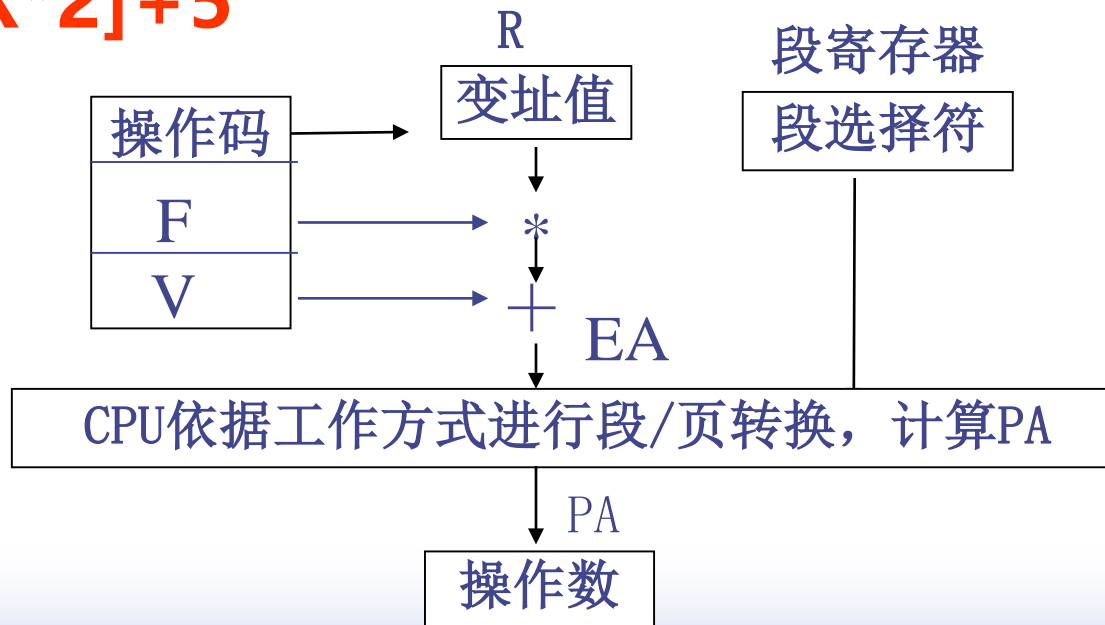 *2]+5
R
段寄存器
变址值
段选择符
操作码
F
*
V
+
EA
CPU依据工作方式进行段/页转换，计算PA
PA
操作数